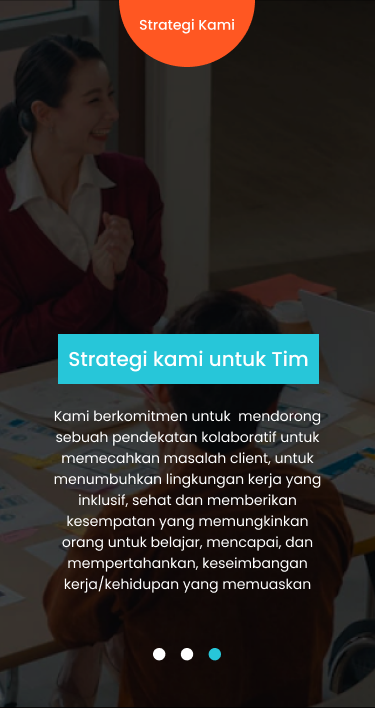 Strategi Kami
Strategi kami untuk Tim
Kami berkomitmen untuk  mendorong
sebuah pendekatan kolaboratif untuk
memecahkan masalah client, untuk
menumbuhkan lingkungan kerja yang
inklusif, sehat dan memberikan
kesempatan yang memungkinkan
orang untuk belajar, mencapai, dan
mempertahankan, keseimbangan
kerja/kehidupan yang memuaskan